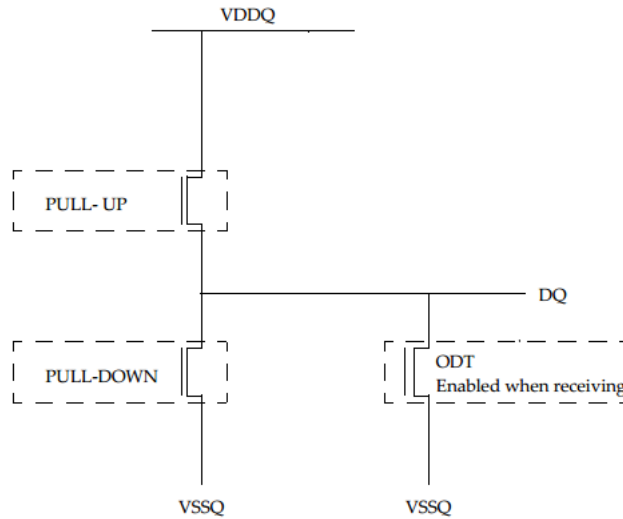 VDDQ
PULL- UP
DQ
PULL-DOWN
ODT
Enabled when receiving
VSSQ
VSSQ